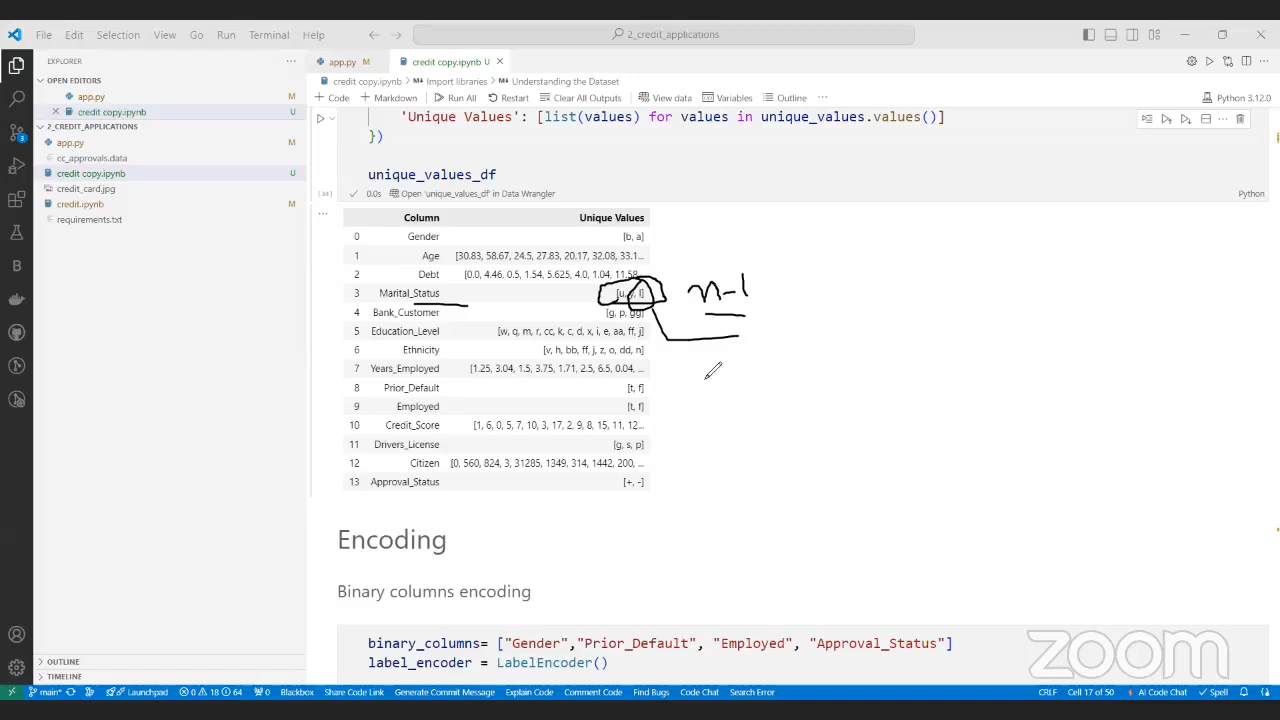 File Edit Selection View Go Run Terminal Help
2_credit_applications
EXPLORER
OPEN EDITORS
app.py M
credit copy.ipynb U
2_CREDIT_APPLICATIONS
app.py M
cc_approvals.data
credit copy.ipynb U
credit_card.jpg
credit.ipynb M
requirements.txt
OUTLINE
TIMELINE
3
app.py M credit copy.ipynb U
credit copy.ipynb > Import libraries > Understanding the Dataset
+ Code + Markdown Run All Restart Clear All Outputs View data Variables Outline ... Python 3.12.0
'Unique Values': [list(values) for values in unique_values.values()]
})
unique_values_df
[34] 0.0s Open 'unique_values_df' in Data Wrangler Python
Column Unique Values
0 Gender [b, a]
1 Age [30.83, 58.67, 24.5, 27.83, 20.17, 32.08, 33.1...
2 Debt [0.0, 4.46, 0.5, 1.54, 5.625, 4.0, 1.04, 11.58...
3 Marital_Status [u, y, l]
n-1
4 Bank_Customer [g, p, gg]
5 Education_Level [w, q, m, r, cc, k, c, d, x, i, e, aa, ff, j]
6 Ethnicity [v, h, bb, ff, j, z, o, dd, n]
7 Years_Employed [1.25, 3.04, 1.5, 3.75, 1.71, 2.5, 6.5, 0.04, ...
8 Prior_Default [t, f]
9 Employed [t, f]
10 Credit_Score [1, 6, 0, 5, 7, 10, 3, 17, 2, 9, 8, 15, 11, 12...
11 Drivers_License [g, s, p]
12 Citizen [0, 560, 824, 3, 31285, 1349, 314, 1442, 200, ...
13 Approval_Status [+, -]
Encoding
Binary columns encoding
binary_columns= ["Gender","Prior_Default", "Employed", "Approval_Status"]
label_encoder = LabelEncoder()
zoom
main* Launchpad 0 18 64 0 Blackbox Share Code Link Generate Commit Message Explain Code Comment Code Find Bugs Code Chat Search Error CRLF Cell 17 of 50 AI Code Chat Spell